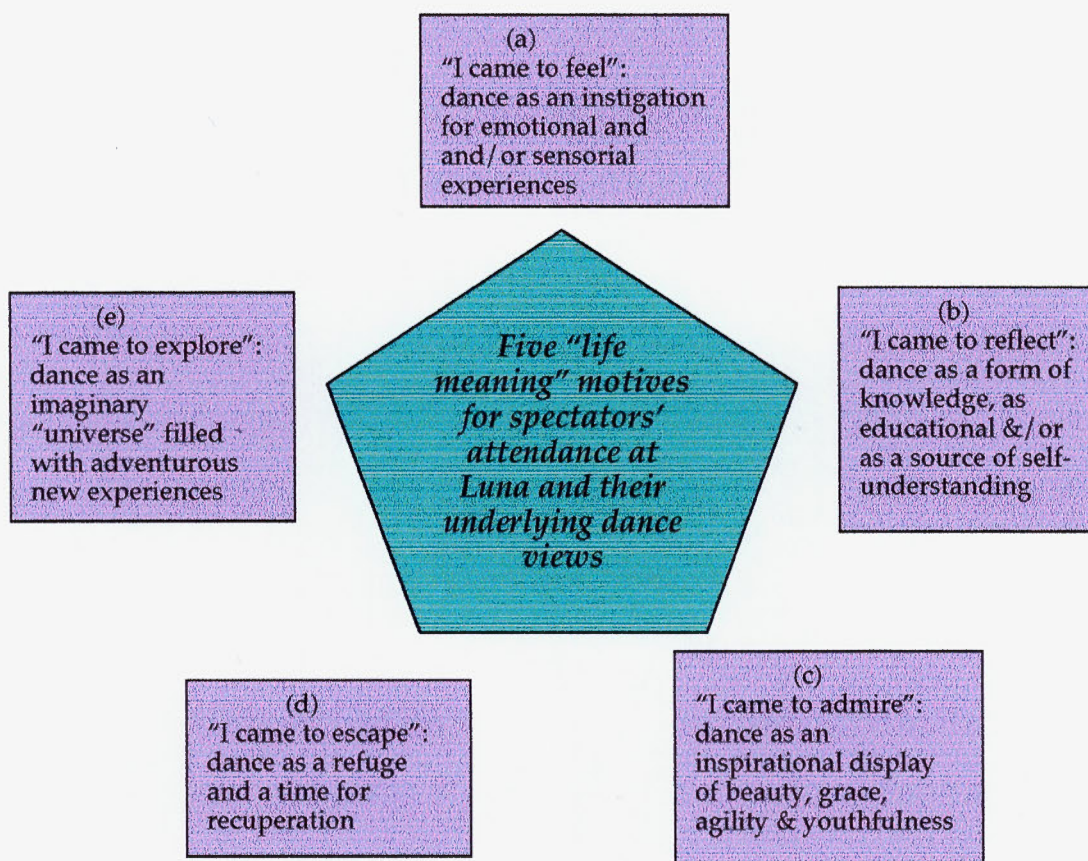 (a)
“I came to feel”:
dance as an instigation
for emotional and
and/or sensorial
experiences
(e)
“I came to explore”:
dance as an
imaginary
“universe” filled
with adventurous
new experiences
Five “life
meaning” motives
for spectators’
attendance at
Luna and their
underlying dance
views
(b)
“I came to reflect”:
dance as a form of
knowledge, as
educational &/or
as a source of self-
understanding
(d)
“I came to escape”:
dance as a refuge
and a time for
recuperation
(c)
“I came to admire”:
dance as an
inspirational display
of beauty, grace,
agility & youthfulness